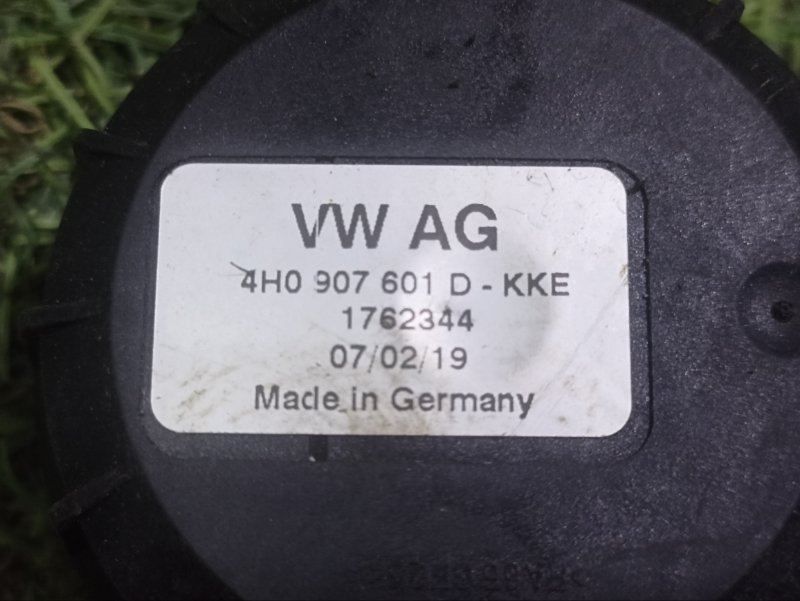 VW AG
4H0 907 601 D - KKE
1762344
07/02/19
Made in Germany